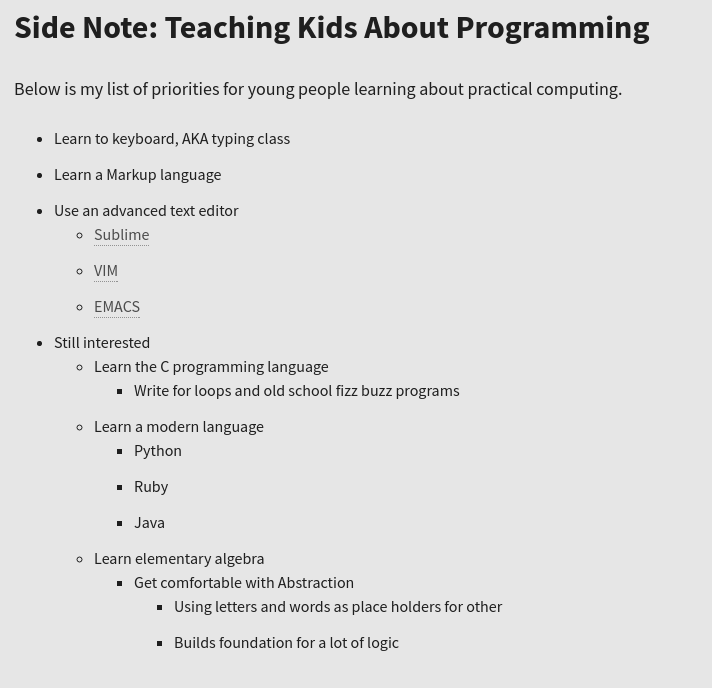 Side Note: Teaching Kids About Programming
Below is my list of priorities for young people learning about practical computing.
Learn to keyboard, AKA typing class
Learn a Markup language
Use an advanced text editor
Sublime
VIM
EMACS
Still interested
Learn the C programming language
Write for loops and old school fizz buzz programs
Learn a modern language
Python
Ruby
Java
Learn elementary algebra
Get comfortable with Abstraction
Using letters and words as place holders for other
Builds foundation for a lot of logic